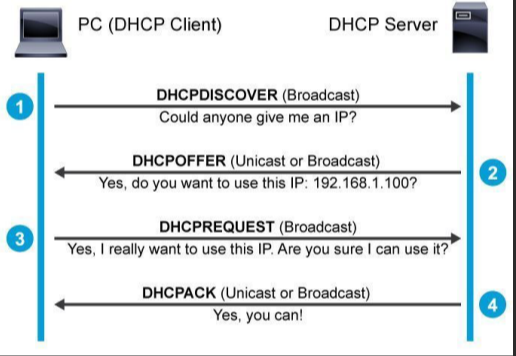 PC (DHCP Client)
DHCP Server
1
DHCPDISCOVER (Broadcast)
Could anyone give me an IP?
DHCPOFFER (Unicast or Broadcast)
2
Yes, do you want to use this IP: 192.168.1.100?
3
DHCPREQUEST (Broadcast)
Yes, I really want to use this IP. Are you sure I can use it?
DHCPACK (Unicast or Broadcast)
4
Yes, you can!